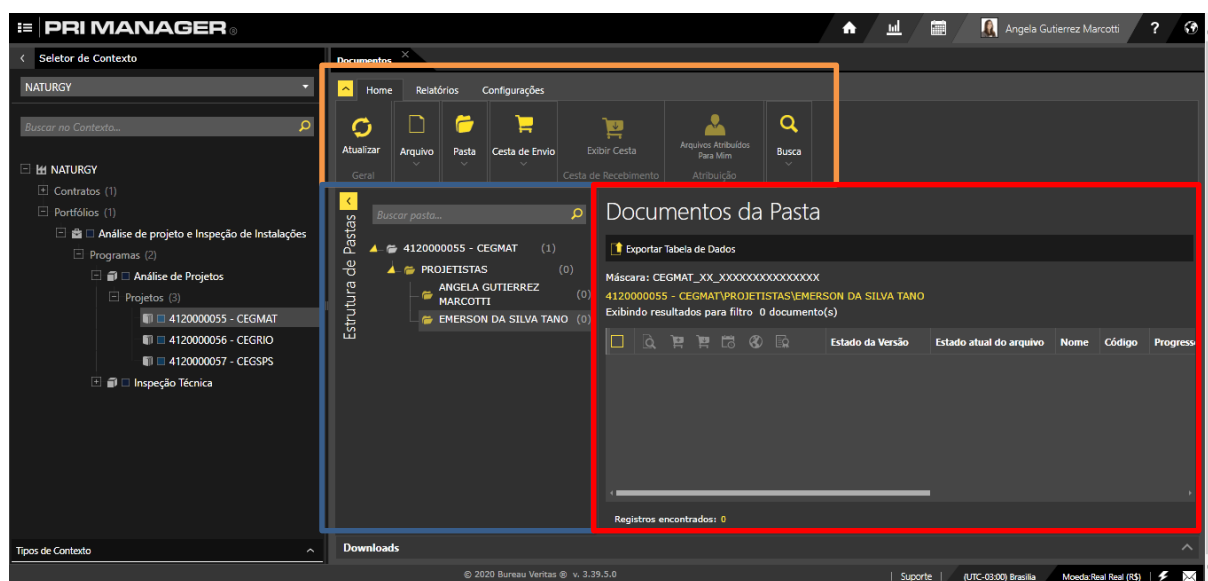 PRI MANAGER ®
Angela Gutierrez Marcotti
?
Seletor de Contexto
NATURGY
Buscar no Contexto...
NATURGY
Contratos (1)
Portfólios (1)
Análise de projeto e Inspeção de Instalações
Programas (2)
Análise de Projetos
Projetos (3)
4120000055 - CEGMAT
4120000056 - CEGRIO
4120000057 - CEGSPS
Inspeção Técnica
Tipos de Contexto
Documentos
Home Relatórios Configurações
Atualizar
Arquivo
Pasta
Cesta de Envio
Exibir Cesta
Arquivos Atribuídos
Para Mim
Busca
Geral
Cesta de Recebimento
Atribuição
Estrutura de Pastas
Buscar pasta...
4120000055 - CEGMAT (1)
PROJETISTAS (0)
ANGELA GUTIERREZ
MARCOTTI (0)
EMERSON DA SILVA TANO (0)
Documentos da Pasta
Exportar Tabela de Dados
Máscara: CEGMAT_XX_XXXXXXXXXXXXXXX
4120000055 - CEGMAT\PROJETISTAS\EMERSON DA SILVA TANO
Exibindo resultados para filtro 0 documento(s)
Estado da Versão Estado atual do arquivo Nome Código Progress
Registros encontrados: 0
Downloads
© 2020 Bureau Veritas ® v. 3.39.5.0
| Suporte | (UTC-03:00) Brasilia Moeda:Real Real (R$)